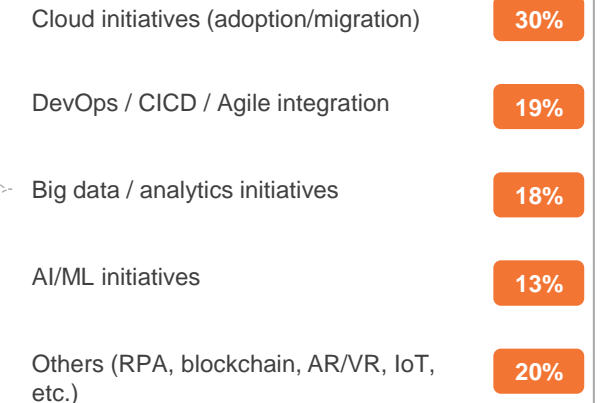 Cloud initiatives (adoption/migration) 30%
DevOps / CICD / Agile integration 19%
Big data / analytics initiatives 18%
AI/ML initiatives 13%
Others (RPA, blockchain, AR/VR, IoT, 20%
etc.)